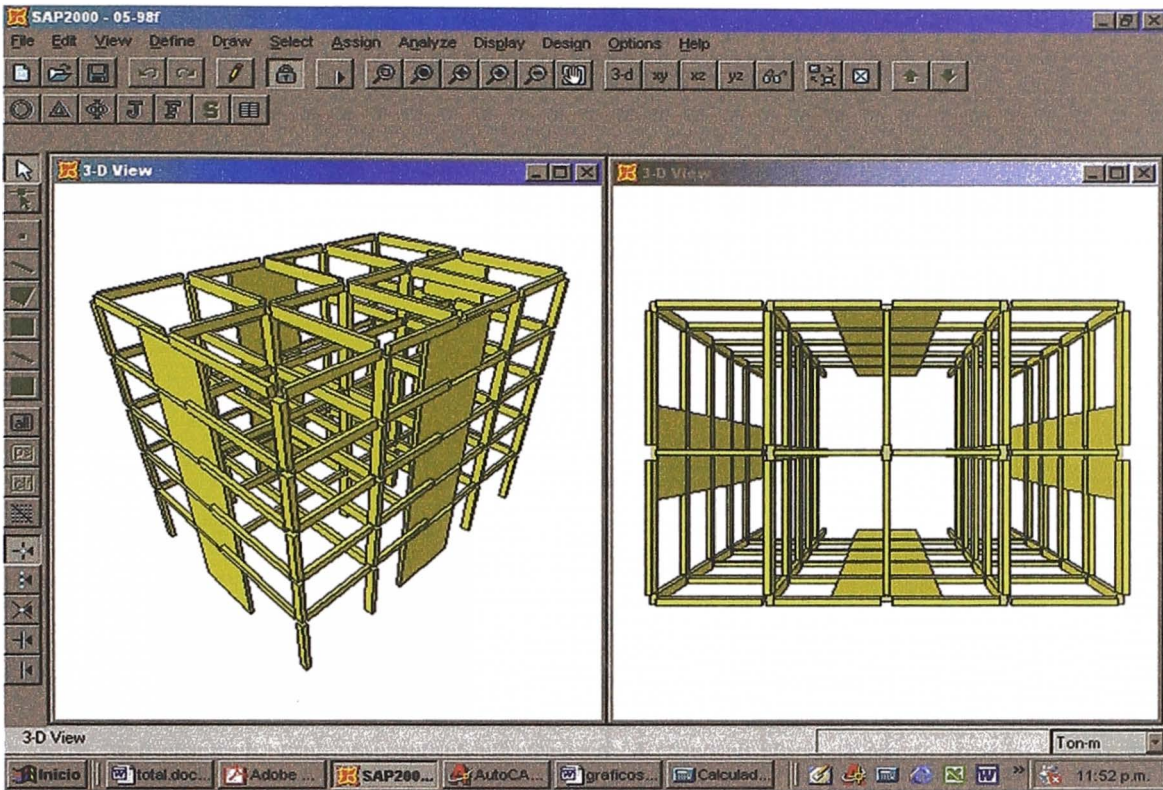 SAP2000 - 05-98f
File Edit View Define Draw Select Assign Analyze Display Design Options Help
3-d xy xz yz
J F S
3-D View
3-D View
all
3-D View
Ton-m
Inicio total.doc... Adobe ... SAP200... AutoCA... graficos... Calculad... » 11:52 p.m.